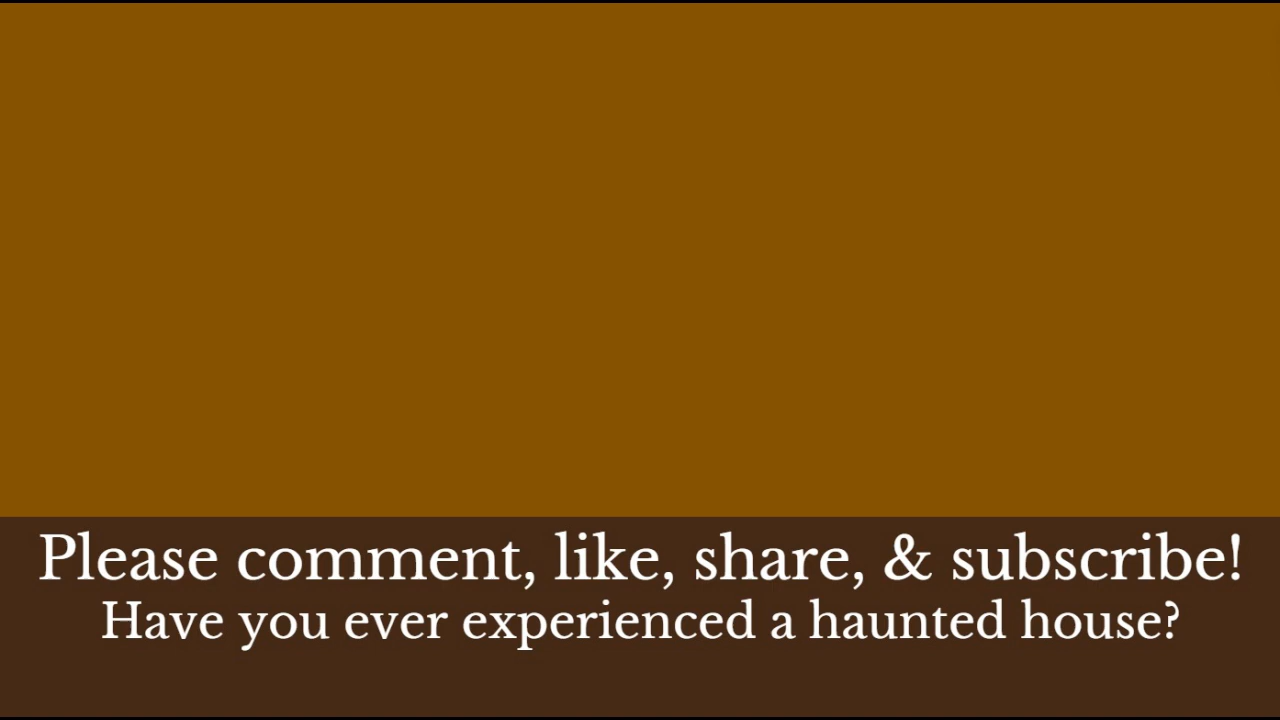 Please comment, like, share, & subscribe!
Have you ever experienced a haunted house?